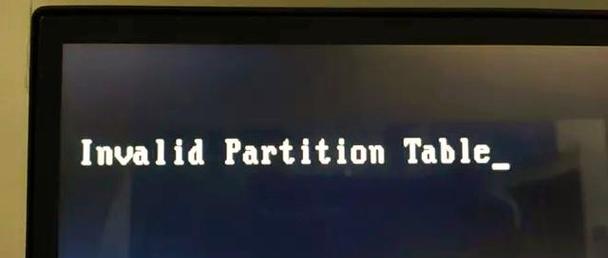 Invalid Partition Table_